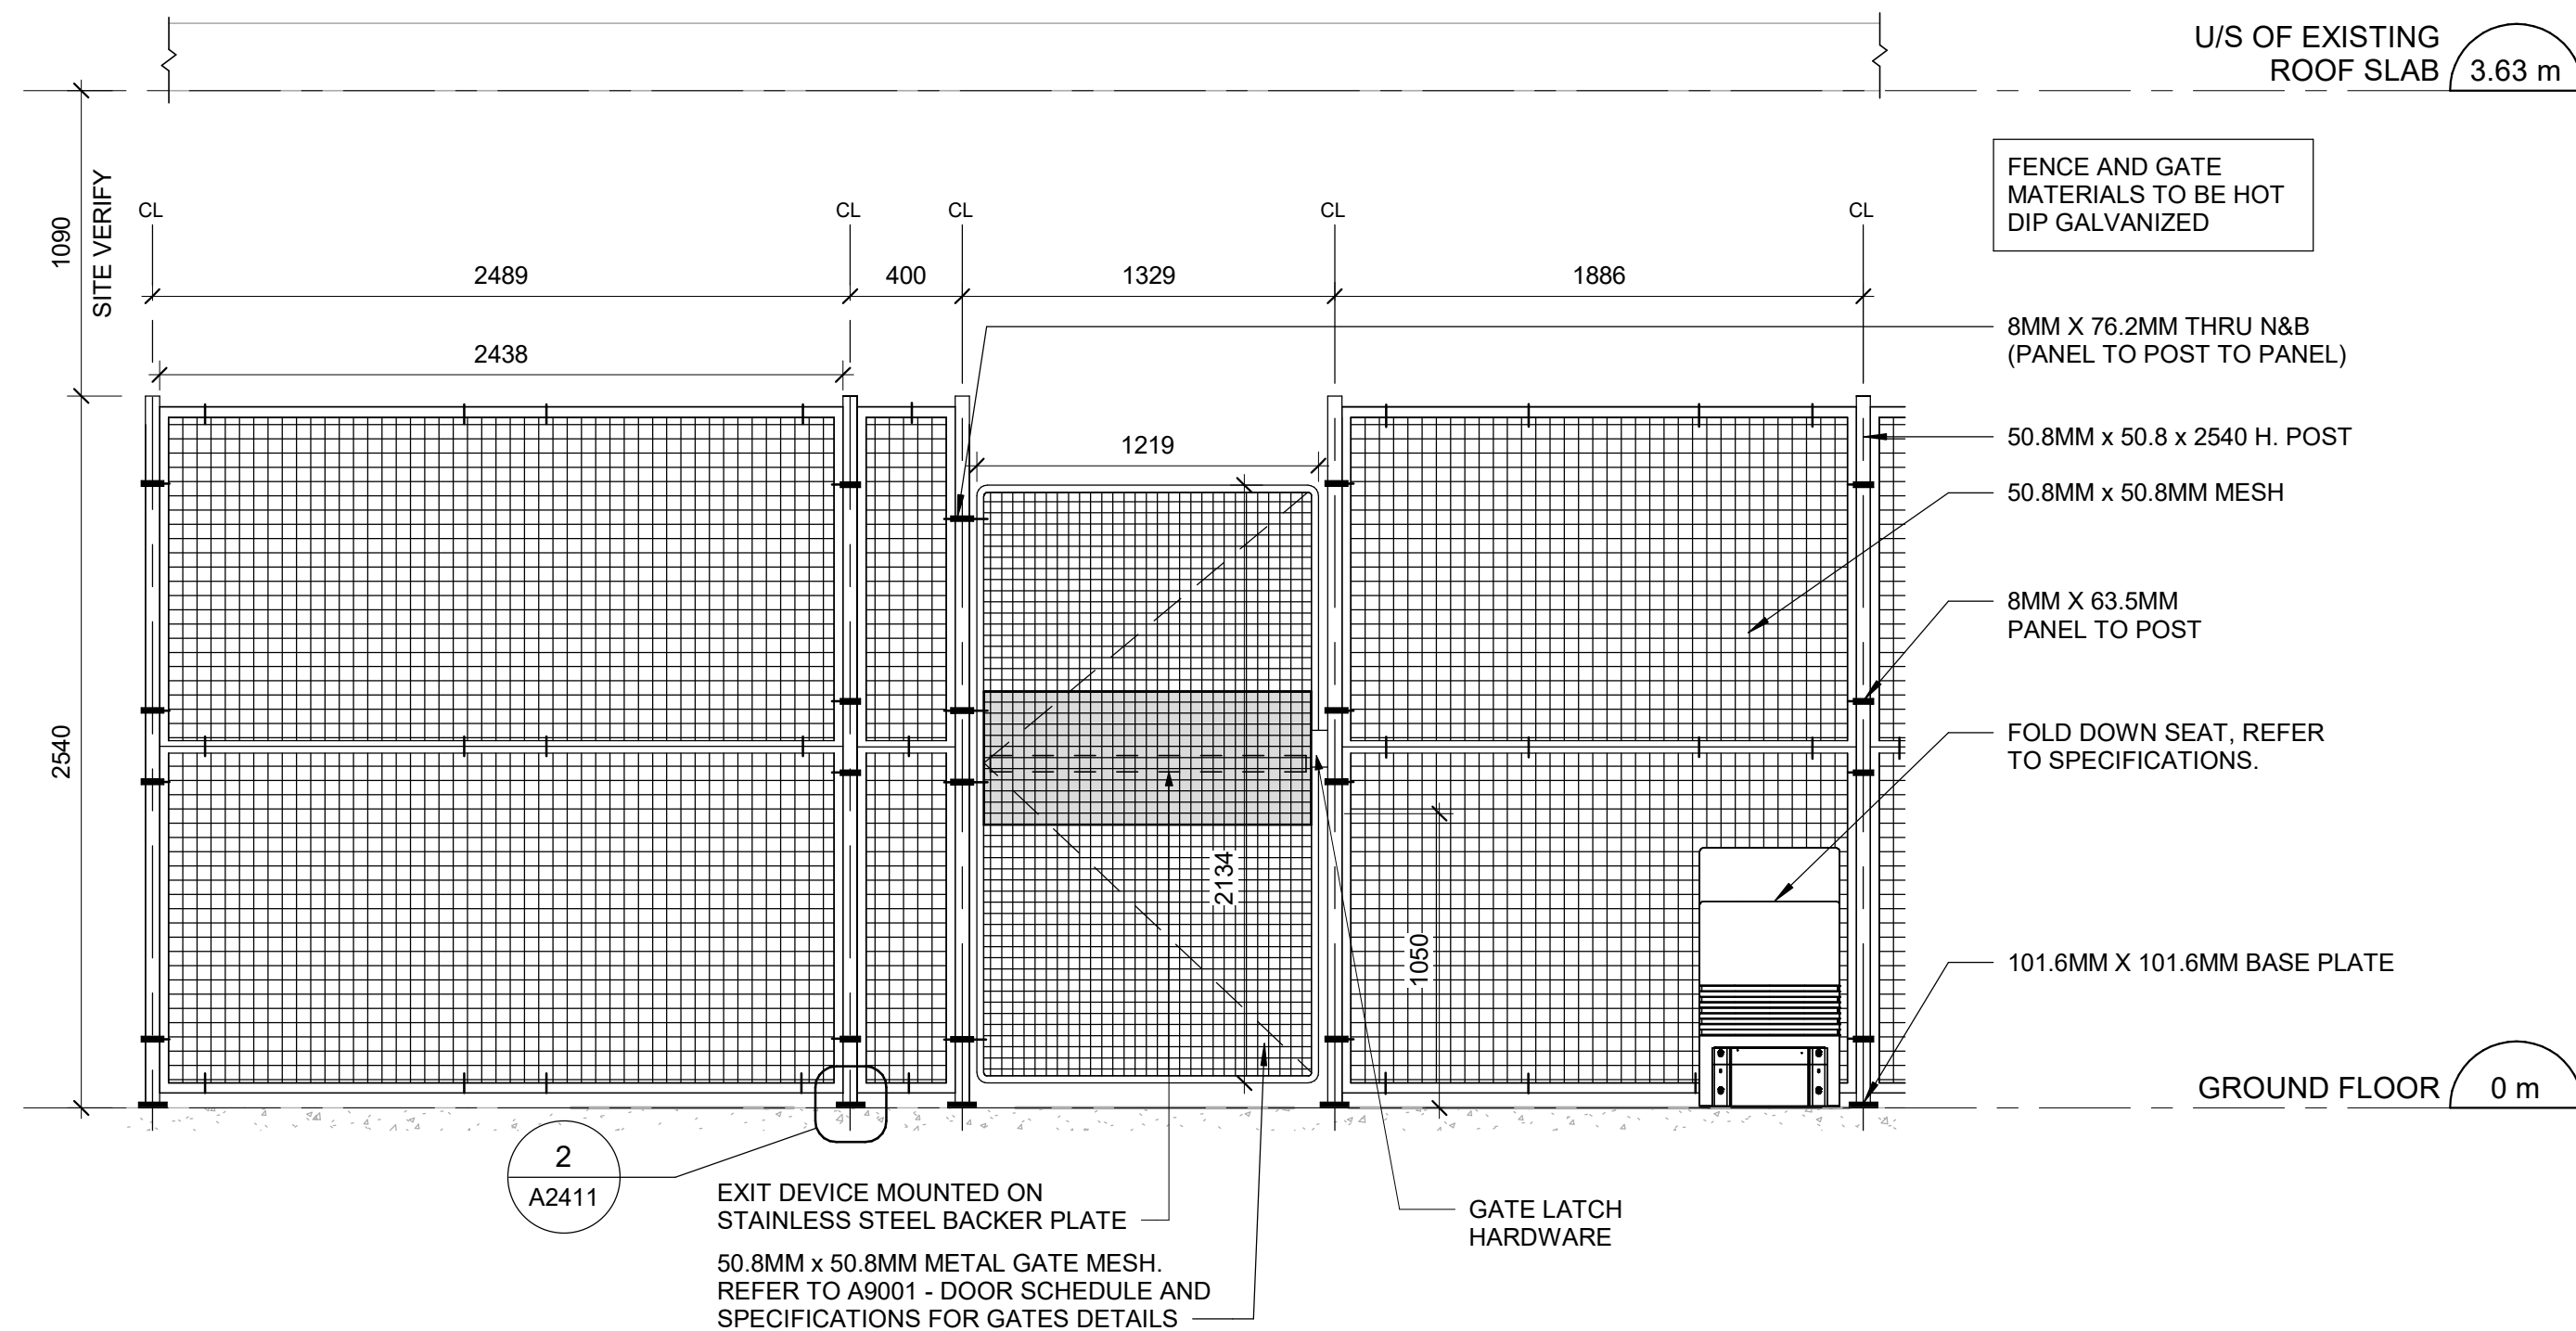 U/S OF EXISTING
ROOF SLAB
3.63 m
1090
SITE VERIFY
CL
CL
CL
CL
CL
2489
400
1329
1886
2438
1219
FENCE AND GATE
MATERIALS TO BE HOT
DIP GALVANIZED
8MM X 76.2MM THRU N&B
(PANEL TO POST TO PANEL)
50.8MM x 50.8 x 2540 H. POST
50.8MM x 50.8MM MESH
8MM X 63.5MM
PANEL TO POST
FOLD DOWN SEAT, REFER
TO SPECIFICATIONS.
101.6MM X 101.6MM BASE PLATE
2540
2134
1050
GROUND FLOOR
0 m
2
A2411
EXIT DEVICE MOUNTED ON
STAINLESS STEEL BACKER PLATE
50.8MM x 50.8MM METAL GATE MESH.
REFER TO A9001 - DOOR SCHEDULE AND
SPECIFICATIONS FOR GATES DETAILS
GATE LATCH
HARDWARE